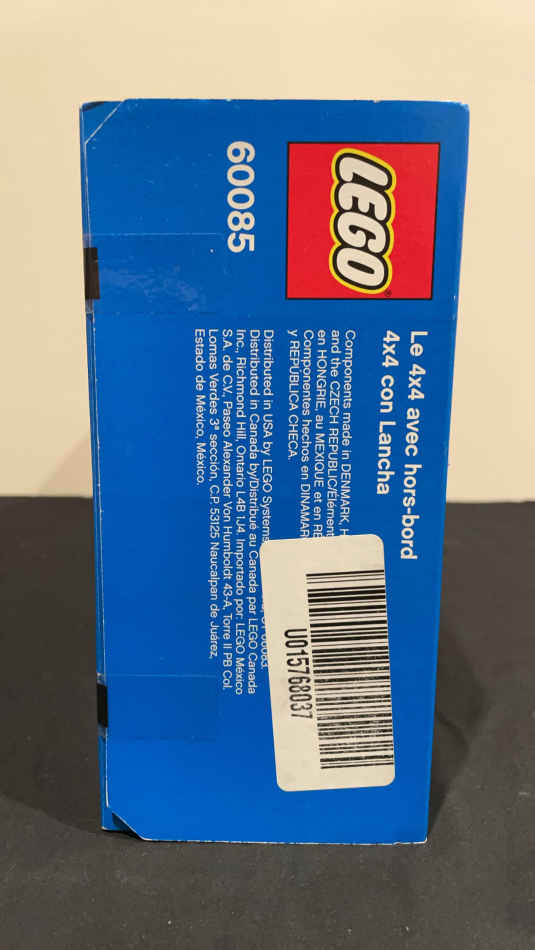 LEGO
60085
Le 4x4 avec hors-bord
4x4 con Lancha
Components made in DENMARK,
and the CZECH REPUBLIC/Élément
en HONGRIE, au MEXIQUE et en
Componentes hechos en
y REPÚBLICA CHECA.
Distributed in USA by LEGO Systems
Distributed in Canada by/Distribué au Canada par LEGO Canada
Inc., Richmond Hill, Ontario L4B 1J4. Importado por: LEGO México
S.A. de C.V., Paseo Alexander Von Humboldt 43-A, Torre II PB Col.
Lomas Verdes 3ª sección, C.P. 53125 Naucalpan de Juárez,
Estado de México, México.
U015768037